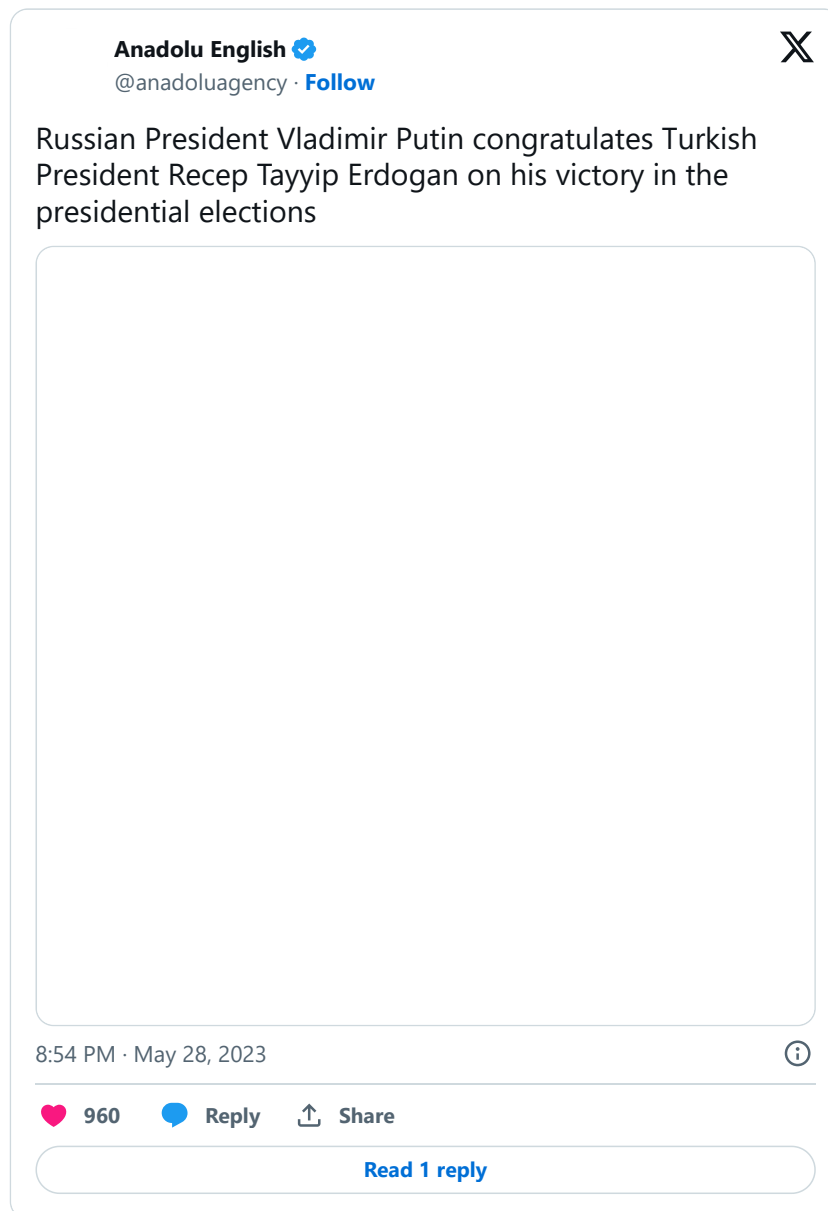 Anadolu English
@anadoluagency · Follow
Russian President Vladimir Putin congratulates Turkish
President Recep Tayyip Erdogan on his victory in the
presidential elections
8:54 PM · May 28, 2023
960 Reply Share
Read 1 reply